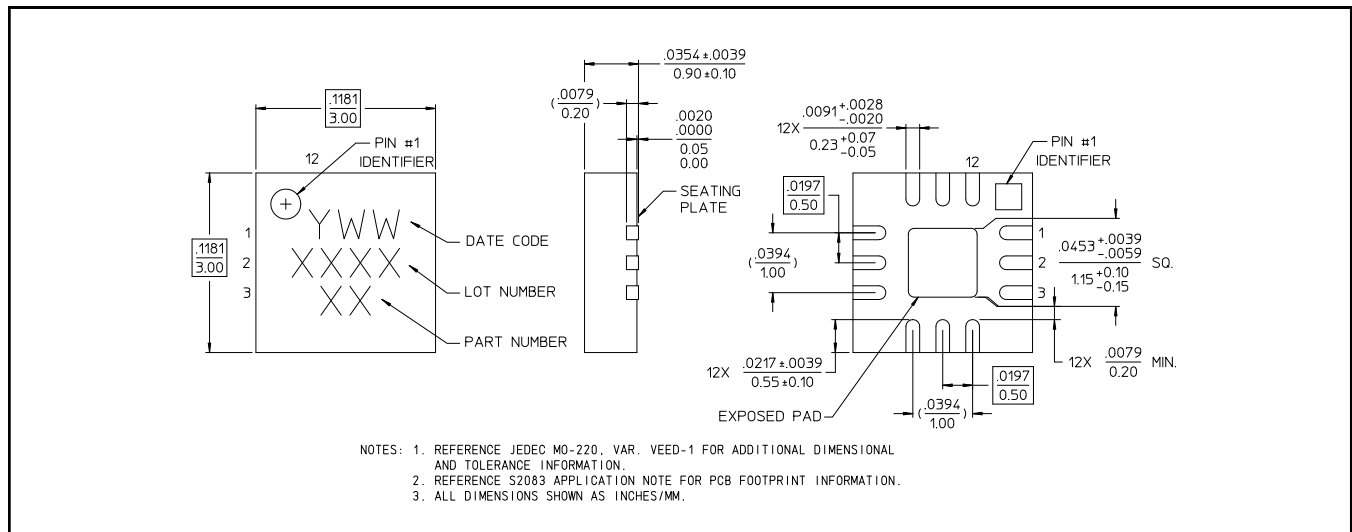 .1181
3.00
PIN #1
IDENTIFIER
12
.1181
3.00
1
2
3
YWW
XXXX
XX
DATE CODE
LOT NUMBER
PART NUMBER
.0354 ±.0039
0.90 ±0.10
(.0079
0.20)
.0020
.0000
0.05
0.00
SEATING
PLATE
12X .0091 +.0028
-.0020
0.23 +0.07
-0.05
12
PIN #1
IDENTIFIER
.0197
0.50
(.0394
1.00)
1
2
3
.0453 +.0039
-.0059
1.15 +0.10
-0.15
SQ.
12X .0217 ±.0039
0.55 ±0.10
12X .0079
0.20 MIN.
.0197
0.50
EXPOSED PAD
(.0394
1.00)
NOTES: 1. REFERENCE JEDEC MO-220, VAR. VEED-1 FOR ADDITIONAL DIMENSIONAL
AND TOLERANCE INFORMATION.
2. REFERENCE S2083 APPLICATION NOTE FOR PCB FOOTPRINT INFORMATION.
3. ALL DIMENSIONS SHOWN AS INCHES/MM.